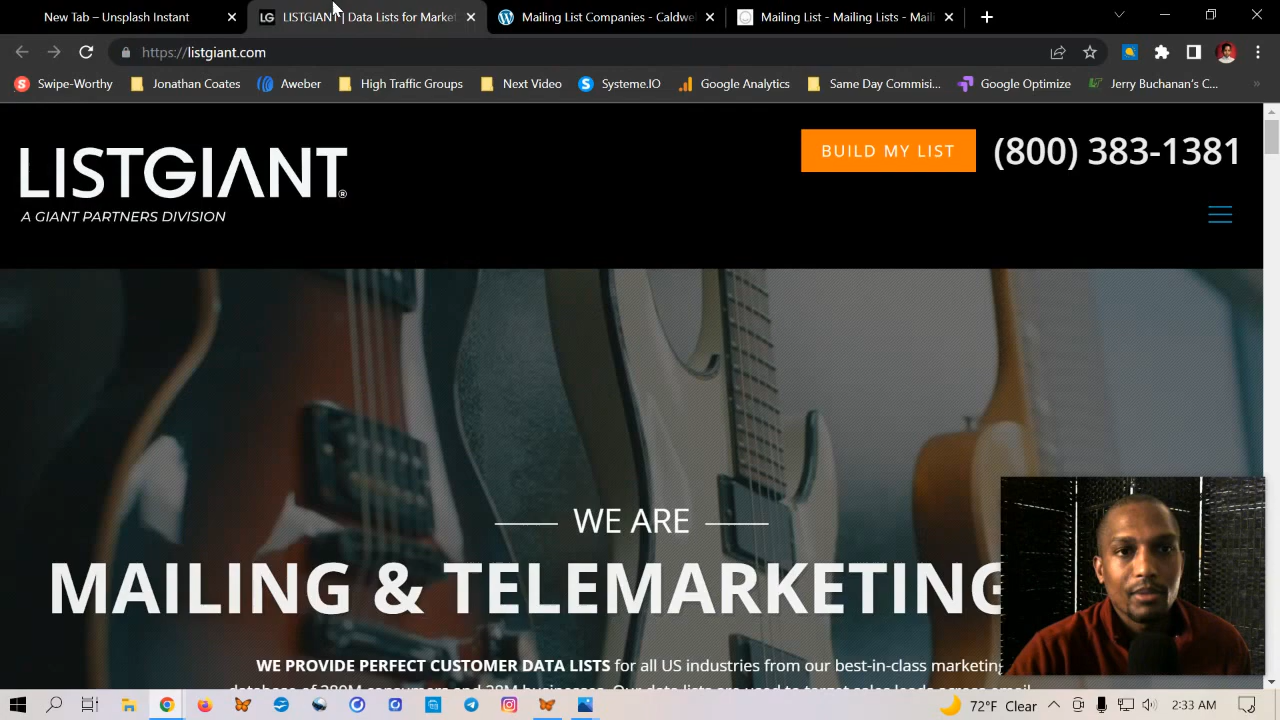 New Tab - Unsplash Instant
LG LISTGIANT | Data Lists for Marke
Mailing List Companies - Caldwe
Mailing List - Mailing Lists - Maili
https://listgiant.com
Swipe-Worthy
Jonathan Coates
Aweber
High Traffic Groups
Next Video
Systeme.IO
Google Analytics
Same Day Commisi...
Google Optimize
Jerry Buchanan's C...
LISTGIANT®
A GIANT PARTNERS DIVISION
BUILD MY LIST
(800) 383-1381
WE ARE
MAILING & TELEMARKETING
WE PROVIDE PERFECT CUSTOMER DATA LISTS for all US industries from our best-in-class marketing
72°F Clear
2:33 AM